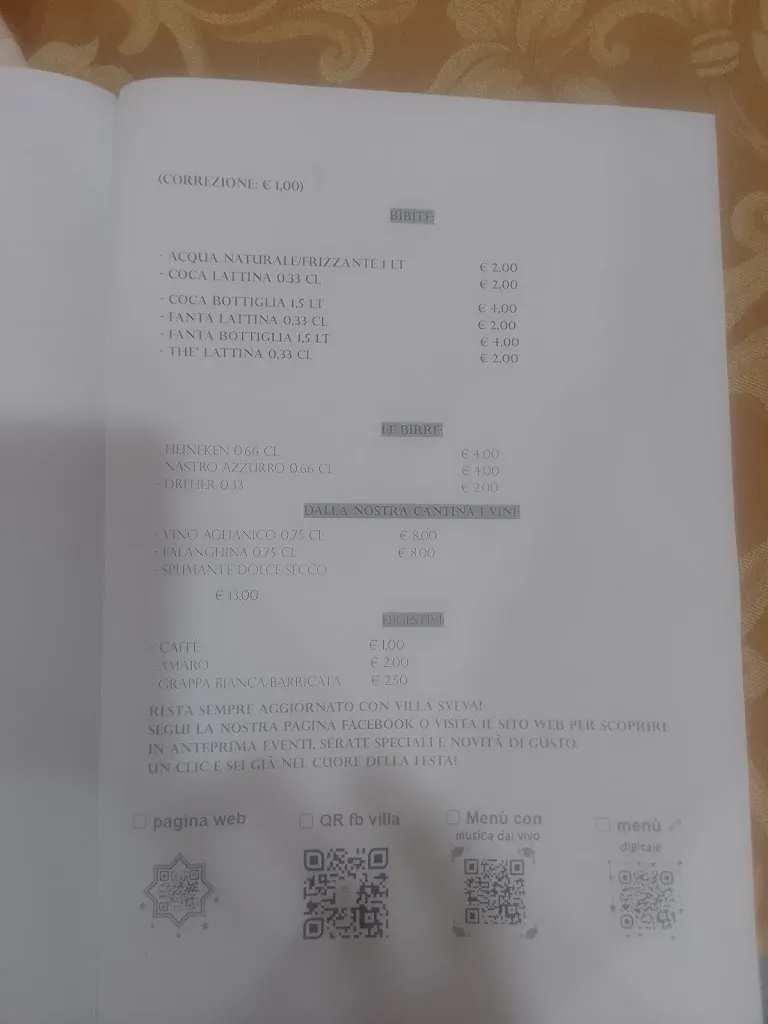 (CORREZIONE: € 1,00)
BIBITE:
- ACQUA NATURALE/FRIZZANTE 1 LT € 2,00
- COCA LATTINA 0.33 CL € 2,00
- COCA BOTTIGLIA 1,5 LT € 4,00
- FANTA LATTINA 0,33 CL € 2,00
- FANTA BOTTIGLIA 1,5 LT € 4,00
- THE' LATTINA 0,33 CL € 2,00
LE BIRRE:
- HEINEKEN 0.66 CL € 4.00
- NASTRO AZZURRO 0,66 CL € 4.00
- DREHER 0.33 € 2.00
DALLA NOSTRA CANTINA I VINI:
- VINO AGLIANICO 0.75 CL € 8.00
- FALANGHINA 0.75 CL € 8.00
- SPUMANTE DOLCE/SECCO
€ 13.00
DIGESTIVI
- CAFFE € 1.00
- AMARO € 2.00
- GRAPPA BIANCA/BARRICATA € 2.50
RESTA SEMPRE AGGIORNATO CON VILLA SVEVA!
SEGUI LA NOSTRA PAGINA FACEBOOK O VISITA IL SITO WEB PER SCOPRIRE
IN ANTEPRIMA EVENTI, SERATE SPECIALI E NOVITÀ DI GUSTO.
UN CLIC E SEI GIÀ NEL CUORE DELLA FESTA!
pagina web
QR fb villa
Menù con
musica dal vivo
menù
digitale